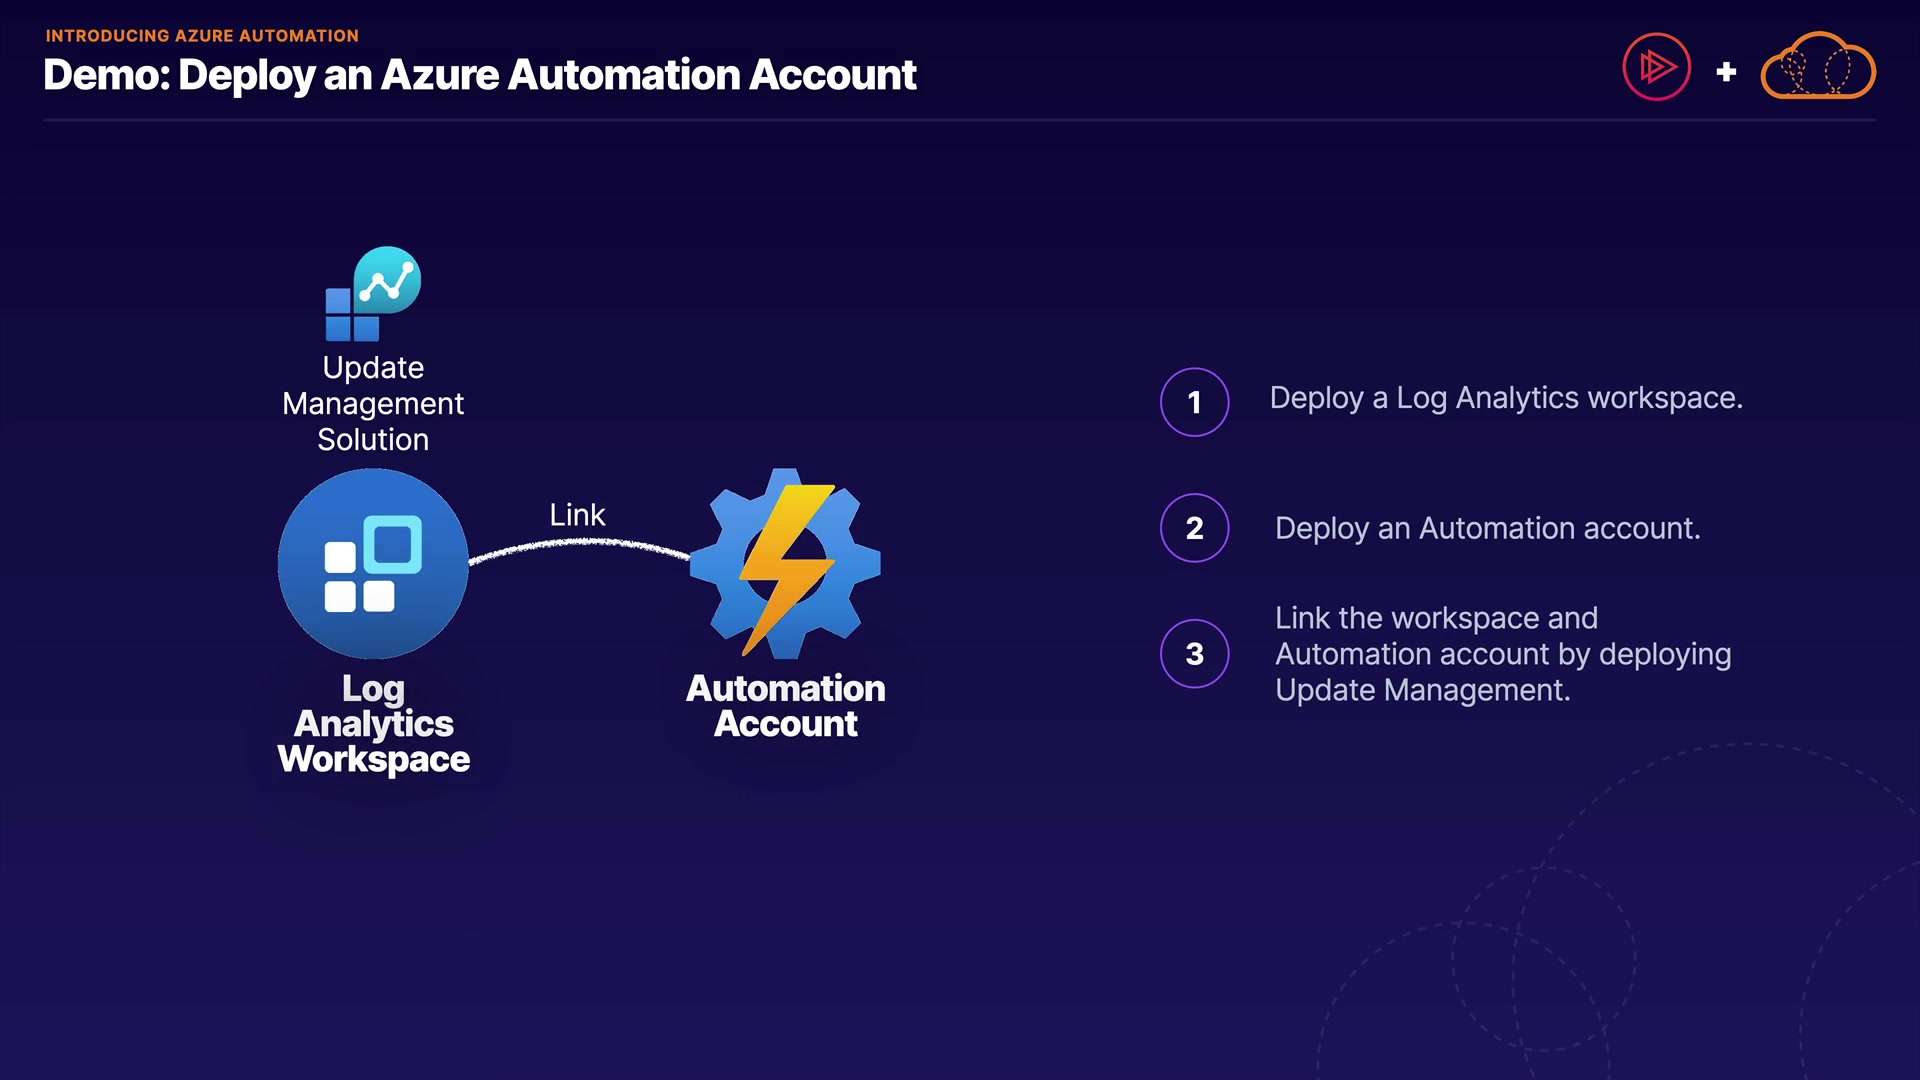 INTRODUCING AZURE AUTOMATION
Demo: Deploy an Azure Automation Account
Update
Management
Solution
Link
Log
Analytics
Workspace
Automation
Account
1
Deploy a Log Analytics workspace.
2
Deploy an Automation account.
3
Link the workspace and
Automation account by deploying
Update Management.